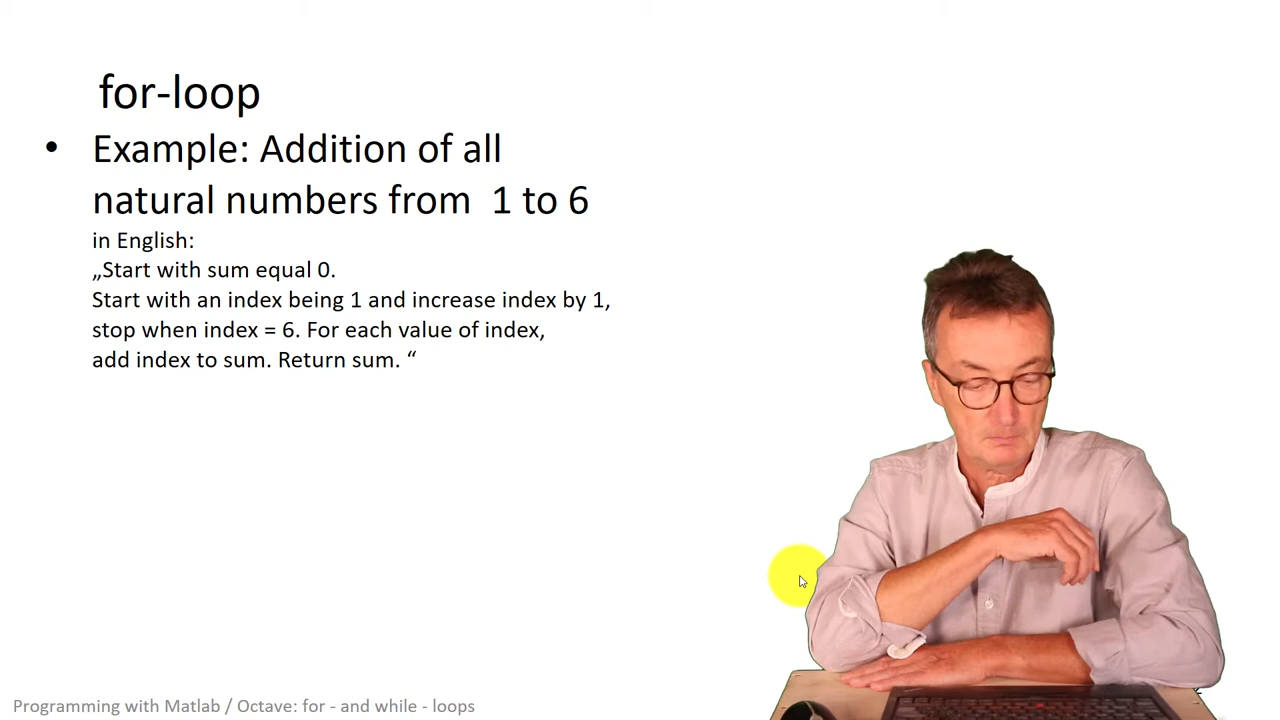 for-loop
• Example: Addition of all
natural numbers from  1 to 6
in English:
„Start with sum equal 0.
Start with an index being 1 and increase index by 1,
stop when index = 6. For each value of index,
add index to sum. Return sum. “
Programming with Matlab / Octave: for - and while - loops